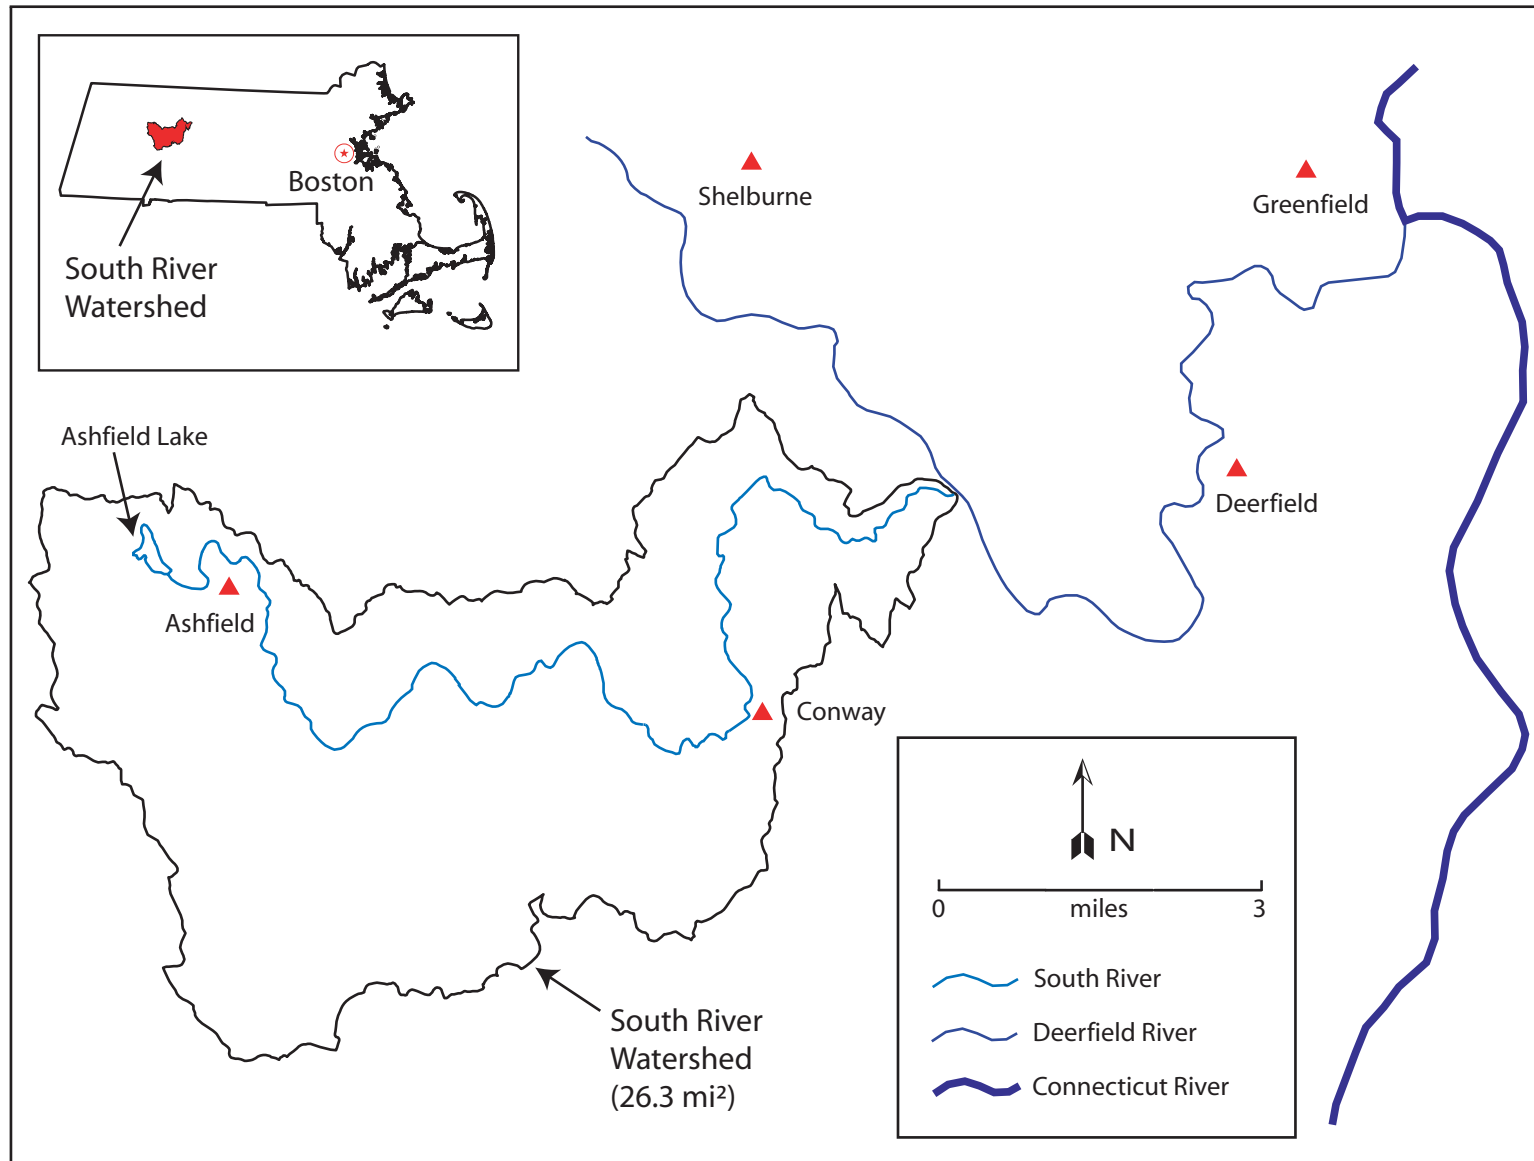 Boston
South River
Watershed
Shelburne
Greenfield
Ashfield Lake
Deerfield
Ashfield
Conway
N
0 miles 3
South River
Deerfield River
Connecticut River
South River
Watershed
(26.3 mi²)